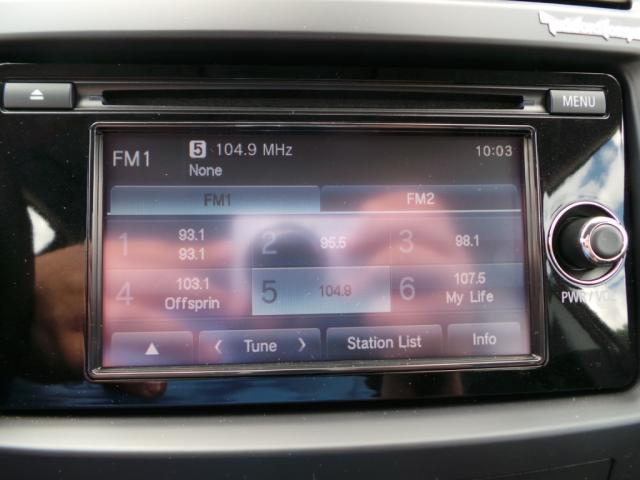 Rockford Fosgate
MENU
FM1 5 104.9 MHz 10:03
None
FM1 FM2
1 93.1 2 95.5 3 98.1
93.1
4 103.1 5 104.9 6 107.5
Offsprin My Life
Tune Station List Info
PWR/VOL